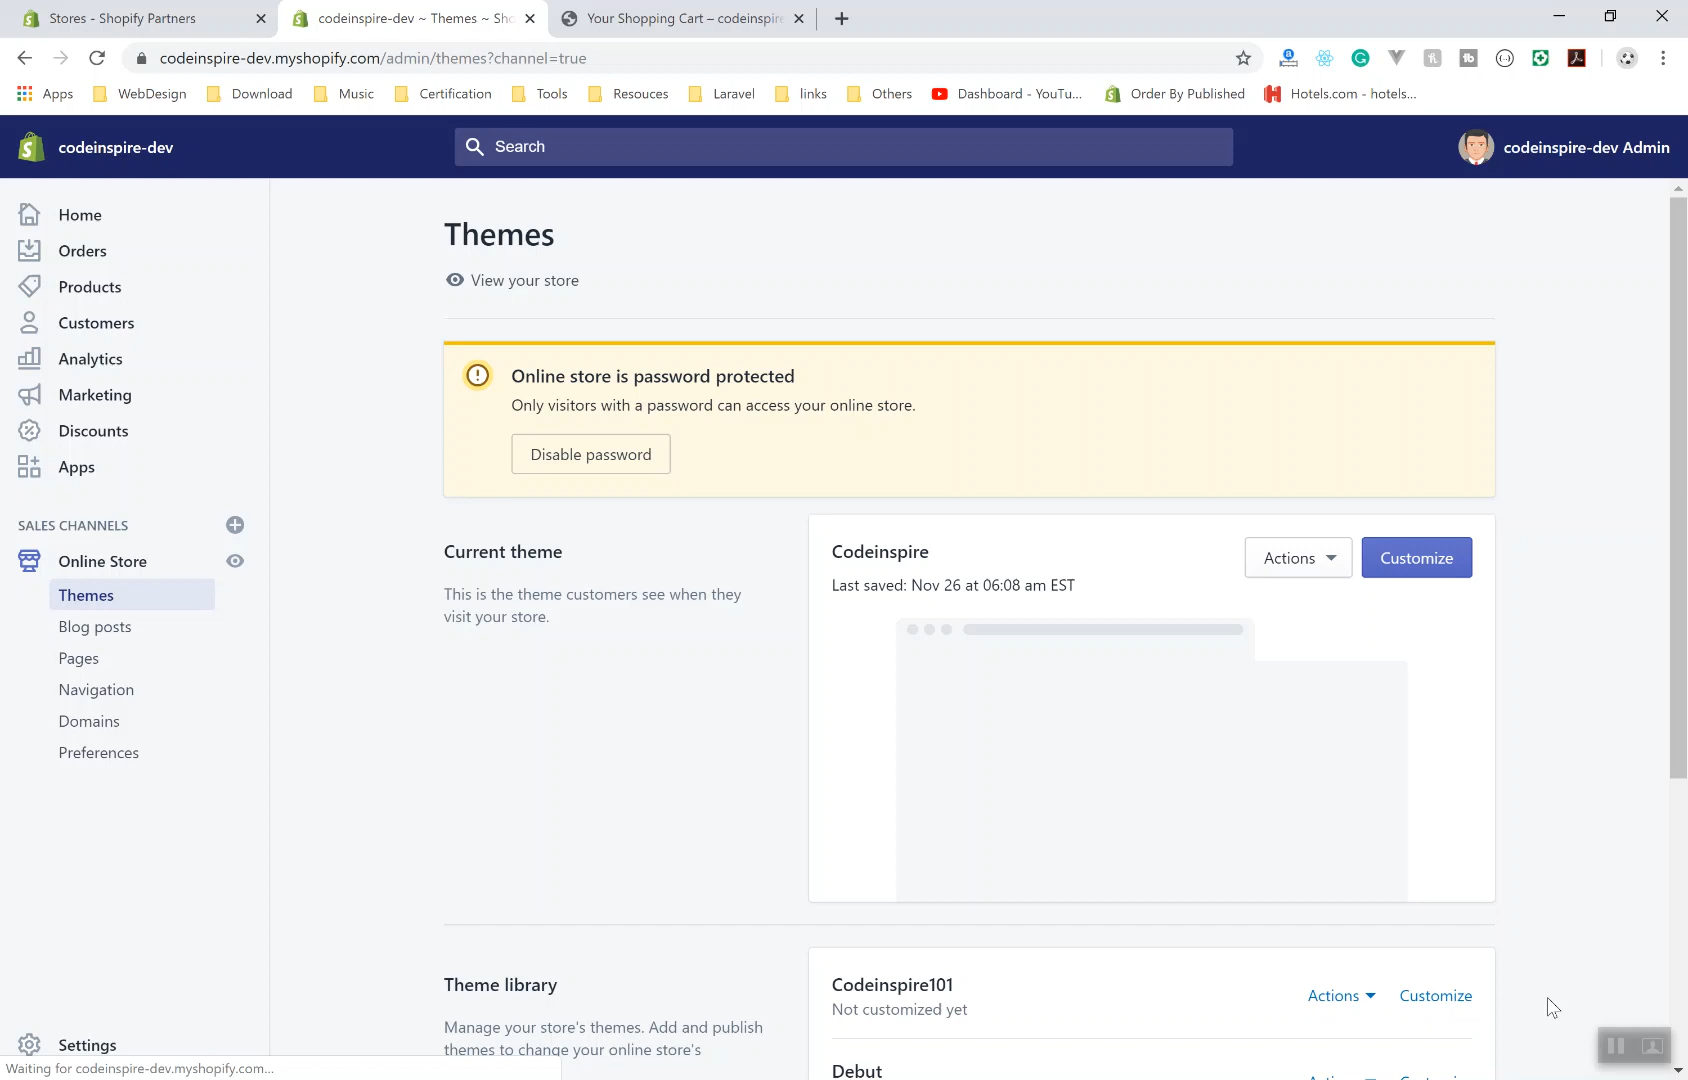 Stores - Shopify Partners
codeinspire-dev ~ Themes ~ Sho
Your Shopping Cart – codeinspire
codeinspire-dev.myshopify.com/admin/themes?channel=true
Apps
WebDesign
Download
Music
Certification
Tools
Resouces
Laravel
links
Others
Dashboard - YouTu...
Order By Published
Hotels.com - hotels...
codeinspire-dev
Search
codeinspire-dev Admin
Home
Orders
Products
Customers
Analytics
Marketing
Discounts
Apps
SALES CHANNELS
Online Store
Themes
Blog posts
Pages
Navigation
Domains
Preferences
Settings
Waiting for codeinspire-dev.myshopify.com...
Themes
View your store
Online store is password protected
Only visitors with a password can access your online store.
Disable password
Current theme
This is the theme customers see when they
visit your store.
Codeinspire
Last saved: Nov 26 at 06:08 am EST
Actions
Customize
Theme library
Manage your store's themes. Add and publish
themes to change your online store's
Codeinspire101
Not customized yet
Actions
Customize
Debut